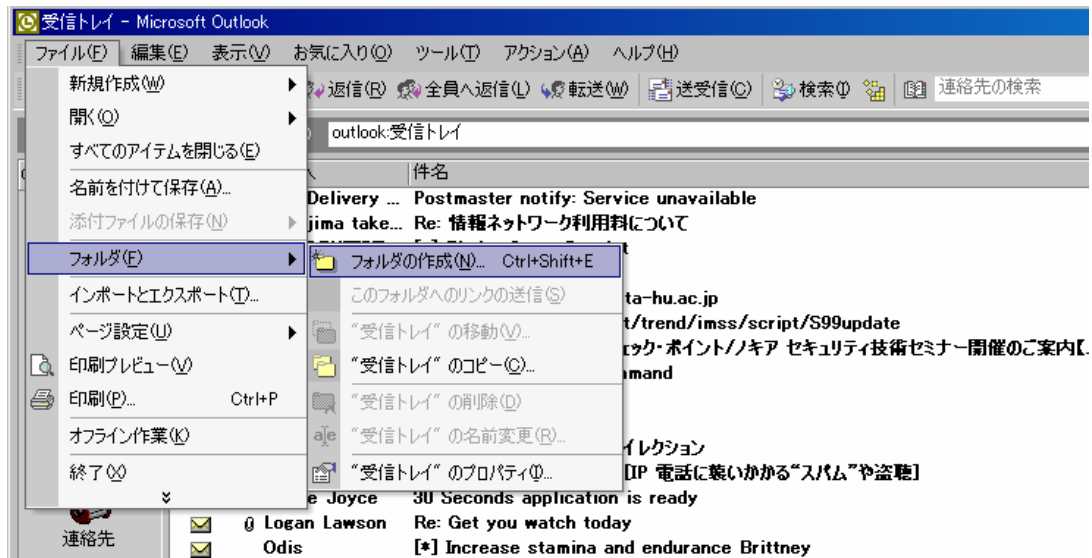 受信トレイ - Microsoft Outlook
ファイル(F) 編集(E) 表示(V) お気に入り(O) ツール(T) アクション(A) ヘルプ(H)
新規作成(W) 返信(R) 全員へ返信(L) 転送(W) 送受信(C) 検索(I) 連絡先の検索
開く(O)
outlook:受信トレイ
すべてのアイテムを閉じる(E)
件名
名前を付けて保存(A)...
Delivery ... Postmaster notify: Service unavailable
添付ファイルの保存(N)
jima take... Re: 情報ネットワーク利用料について
フォルダ(F) フォルダの作成(N)... Ctrl+Shift+E
インポートとエクスポート(T)... このフォルダへのリンクの送信(S) ta-hu.ac.jp
ページ設定(U) "受信トレイ" の移動(V)... t/trend/imss/script/S99update
ック・ポイント/ノキア セキュリティ技術セミナー開催のご案内[..
印刷プレビュー(V) "受信トレイ" のコピー(C)... mmand
印刷(P)... Ctrl+P "受信トレイ" の削除(D)
オフライン作業(K) "受信トレイ" の名前変更(R)... イレクション
終了(X) "受信トレイ" のプロパティ(I)... [IP 電話に襲いかかる“スパム”や盗聴]
e Joyce 30 Seconds application is ready
Logan Lawson Re: Get you watch today
連絡先
Odis [*] Increase stamina and endurance Brittney